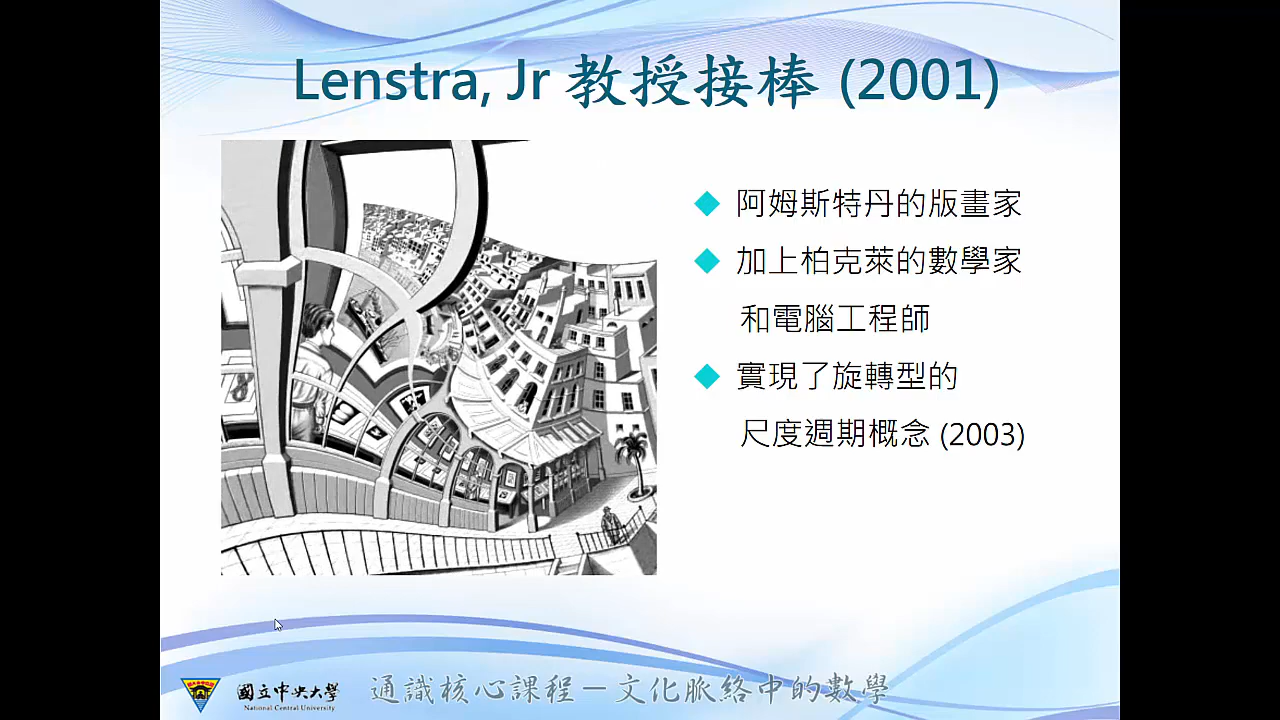 Lenstra, Jr 教授接棒 (2001)
阿姆斯特丹的版畫家
加上柏克萊的數學家
和電腦工程師
實現了旋轉型的
尺度週期概念 (2003)
國立中央大學
National Central University
通識核心課程－文化脈絡中的數學